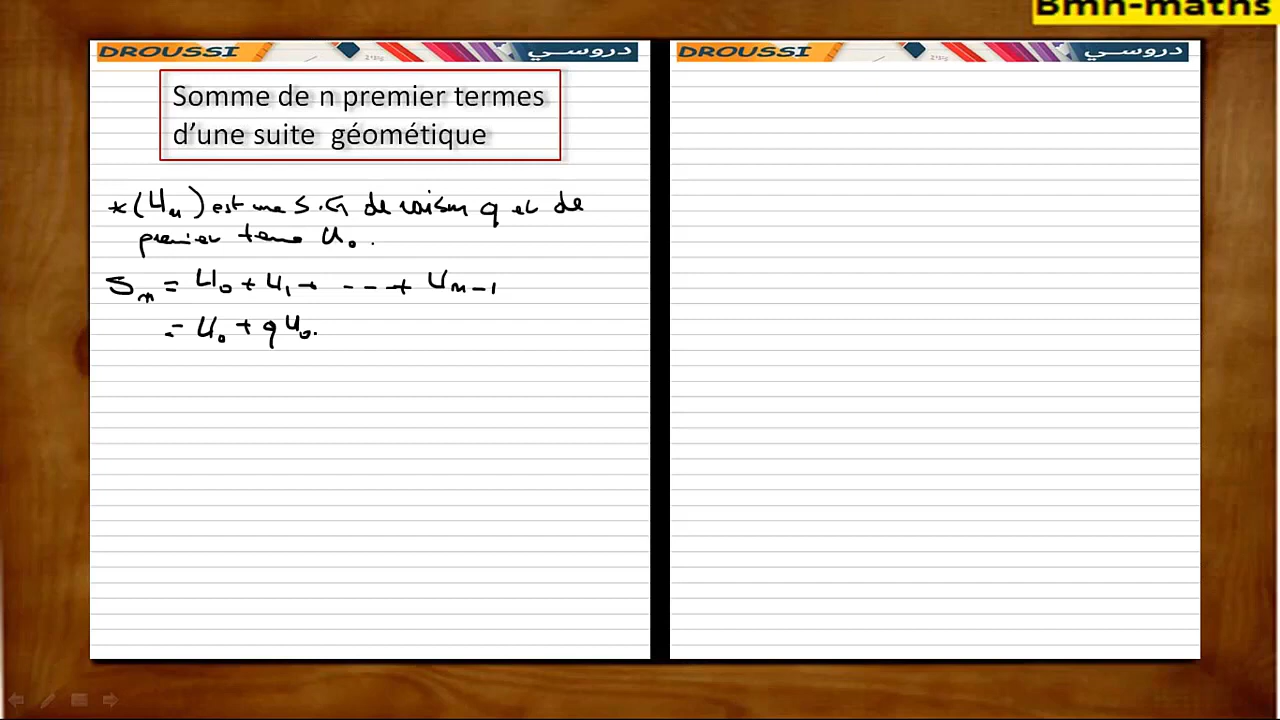 Bmh-maths
DROUSSI دروسي
DROUSSI دروسي
Somme de n premier termes
d’une suite géométique
* (Un) est une S.G de raison q et de
premier terme U₀.
Sn = U₀ + U₁ + - - - + Un-1
= U₀ + qU₀.